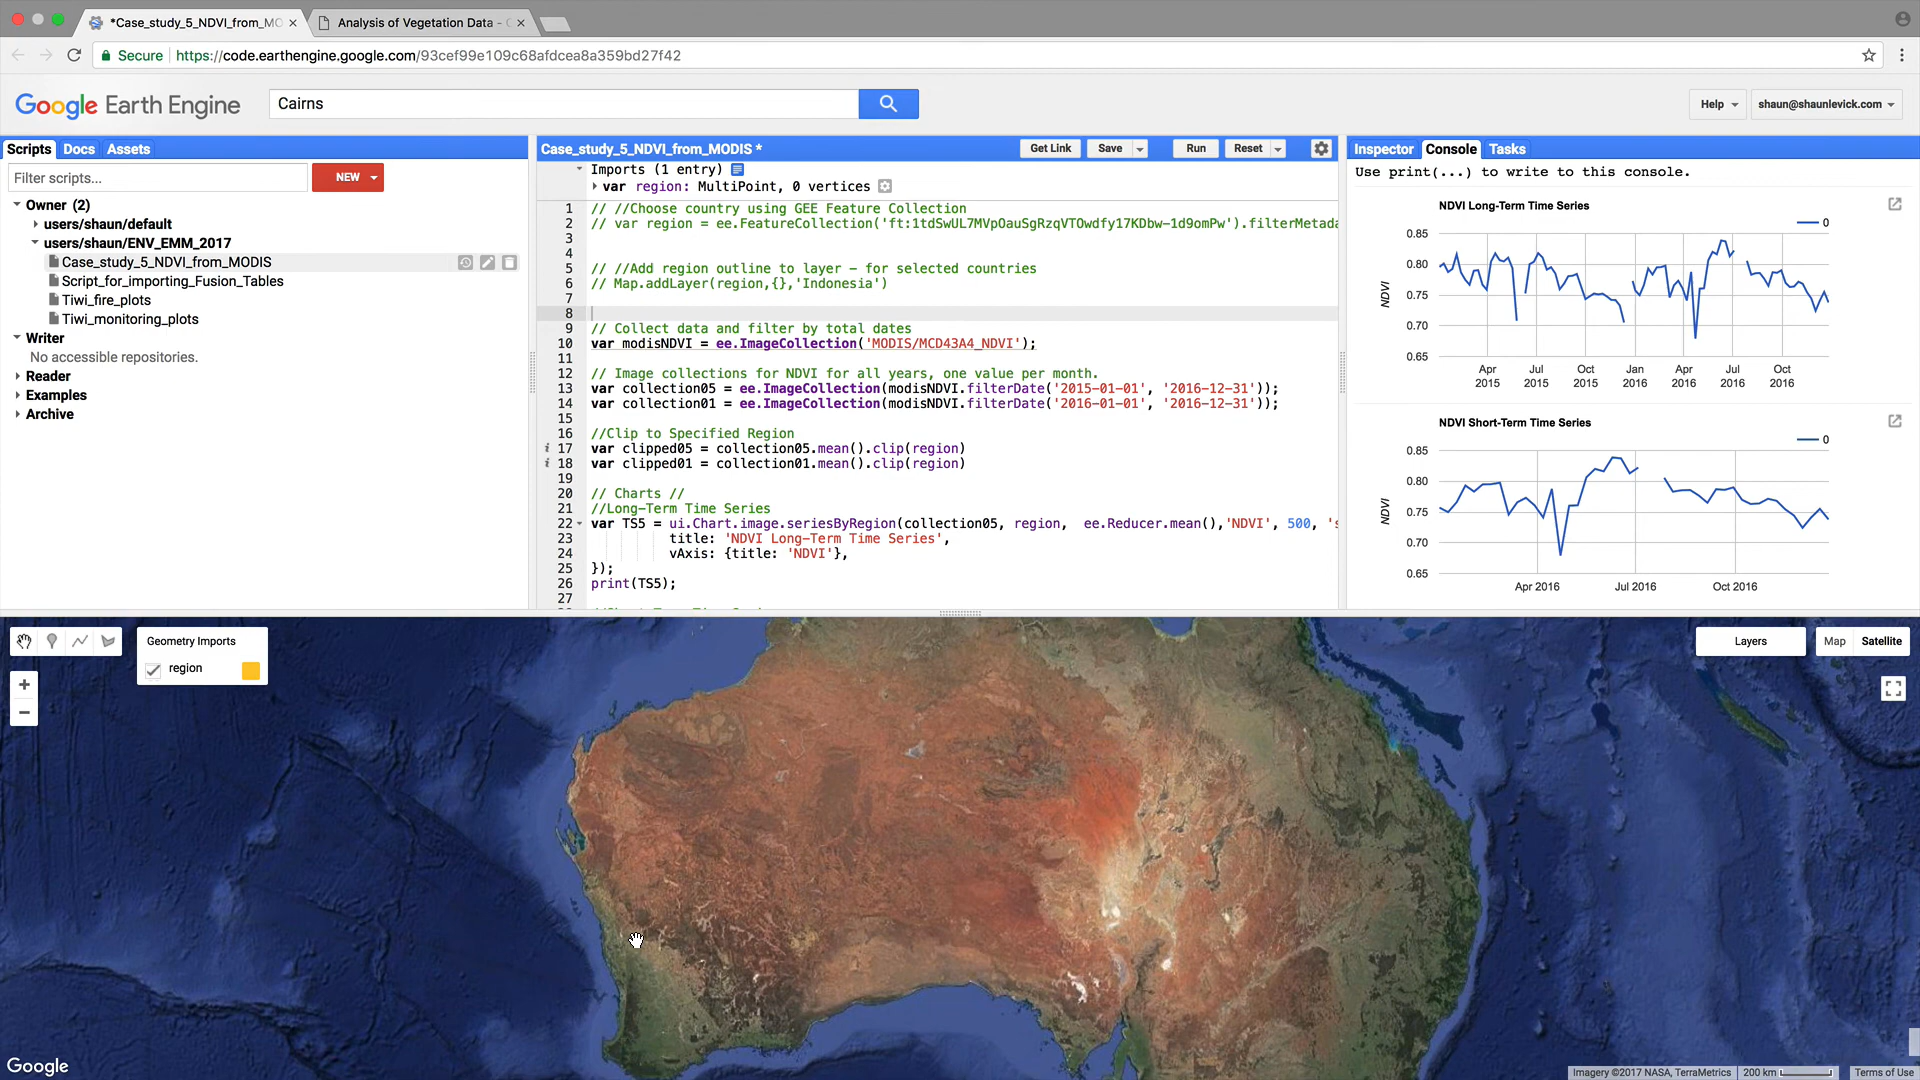 *Case_study_5_NDVI_from_MO
Analysis of Vegetation Data -
Secure
https://code.earthengine.google.com/93cef99e109c68afdcea8a359bd27f42
Google Earth Engine
Cairns
Help
shaun@shaunlevick.com
Scripts
Docs
Assets
Filter scripts...
NEW
Owner (2)
users/shaun/default
users/shaun/ENV_EMM_2017
Case_study_5_NDVI_from_MODIS
Script_for_importing_Fusion_Tables
Tiwi_fire_plots
Tiwi_monitoring_plots
Writer
No accessible repositories.
Reader
Examples
Archive
Case_study_5_NDVI_from_MODIS *
Get Link
Save
Run
Reset
Imports (1 entry)
var region: MultiPoint, 0 vertices
1 // //Choose country using GEE Feature Collection
2 // var region = ee.FeatureCollection('ft:1tdSwUL7MVpOauSgRzqVTOwdfy17KDbw-1d9omPw').filterMetada
3
4
5 // //Add region outline to layer – for selected countries
6 // Map.addLayer(region,{},'Indonesia')
7
8
9 // Collect data and filter by total dates
10 var modisNDVI = ee.ImageCollection('MODIS/MCD43A4_NDVI');
11
12 // Image collections for NDVI for all years, one value per month.
13 var collection05 = ee.ImageCollection(modisNDVI.filterDate('2015-01-01', '2016-12-31'));
14 var collection01 = ee.ImageCollection(modisNDVI.filterDate('2016-01-01', '2016-12-31'));
15
16 //Clip to Specified Region
17 var clipped05 = collection05.mean().clip(region)
18 var clipped01 = collection01.mean().clip(region)
19
20 // Charts //
21 //Long-Term Time Series
22 var TS5 = ui.Chart.image.seriesByRegion(collection05, region,  ee.Reducer.mean(),'NDVI', 500, 's
23 title: 'NDVI Long-Term Time Series',
24 vAxis: {title: 'NDVI'},
25 });
26 print(TS5);
27
Inspector
Console
Tasks
Use print(...) to write to this console.
NDVI Long-Term Time Series
0
0.85
0.80
0.75
0.70
0.65
NDVI
Apr 2015
Jul 2015
Oct 2015
Jan 2016
Apr 2016
Jul 2016
Oct 2016
NDVI Short-Term Time Series
0
0.85
0.80
0.75
0.70
0.65
NDVI
Apr 2016
Jul 2016
Oct 2016
Geometry Imports
region
Layers
Map
Satellite
+
−
Google
Imagery ©2017 NASA, TerraMetrics
200 km
Terms of Use